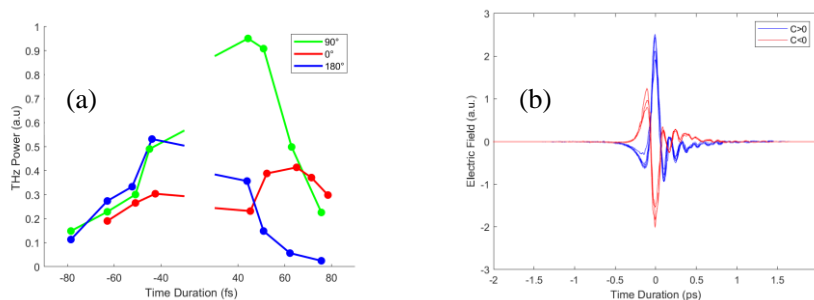 (a)
1
0.9
0.8
0.7
0.6
0.5
0.4
0.3
0.2
0.1
0
THz Power (a.u)
90°
0°
180°
-80 -60 -40 40 60 80
Time Duration (fs)
(b)
3
2
1
0
-1
-2
-3
Electric Field (a.u.)
C>0
C<0
-2 -1.5 -1 -0.5 0 0.5 1 1.5 2
Time Duration (ps)